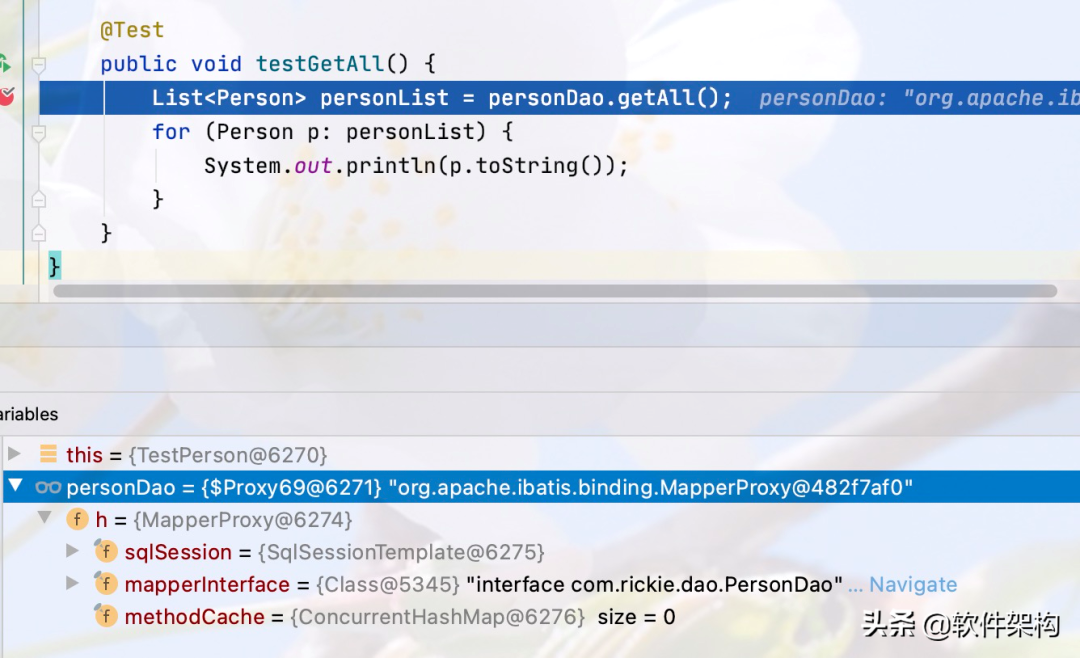 @Test
public void testGetAll() {
List<Person> personList = personDao.getAll(); personDao: "org.apache.ib
for (Person p: personList) {
System.out.println(p.toString());
}
}
}
ariables
this = {TestPerson@6270}
personDao = {$Proxy69@6271} "org.apache.ibatis.binding.MapperProxy@482f7af0"
f h = {MapperProxy@6274}
f sqlSession = {SqlSessionTemplate@6275}
f mapperInterface = {Class@5345} "interface com.rickie.dao.PersonDao" ... Navigate
f methodCache = {ConcurrentHashMap@6276} size = 0
头条 @软件架构